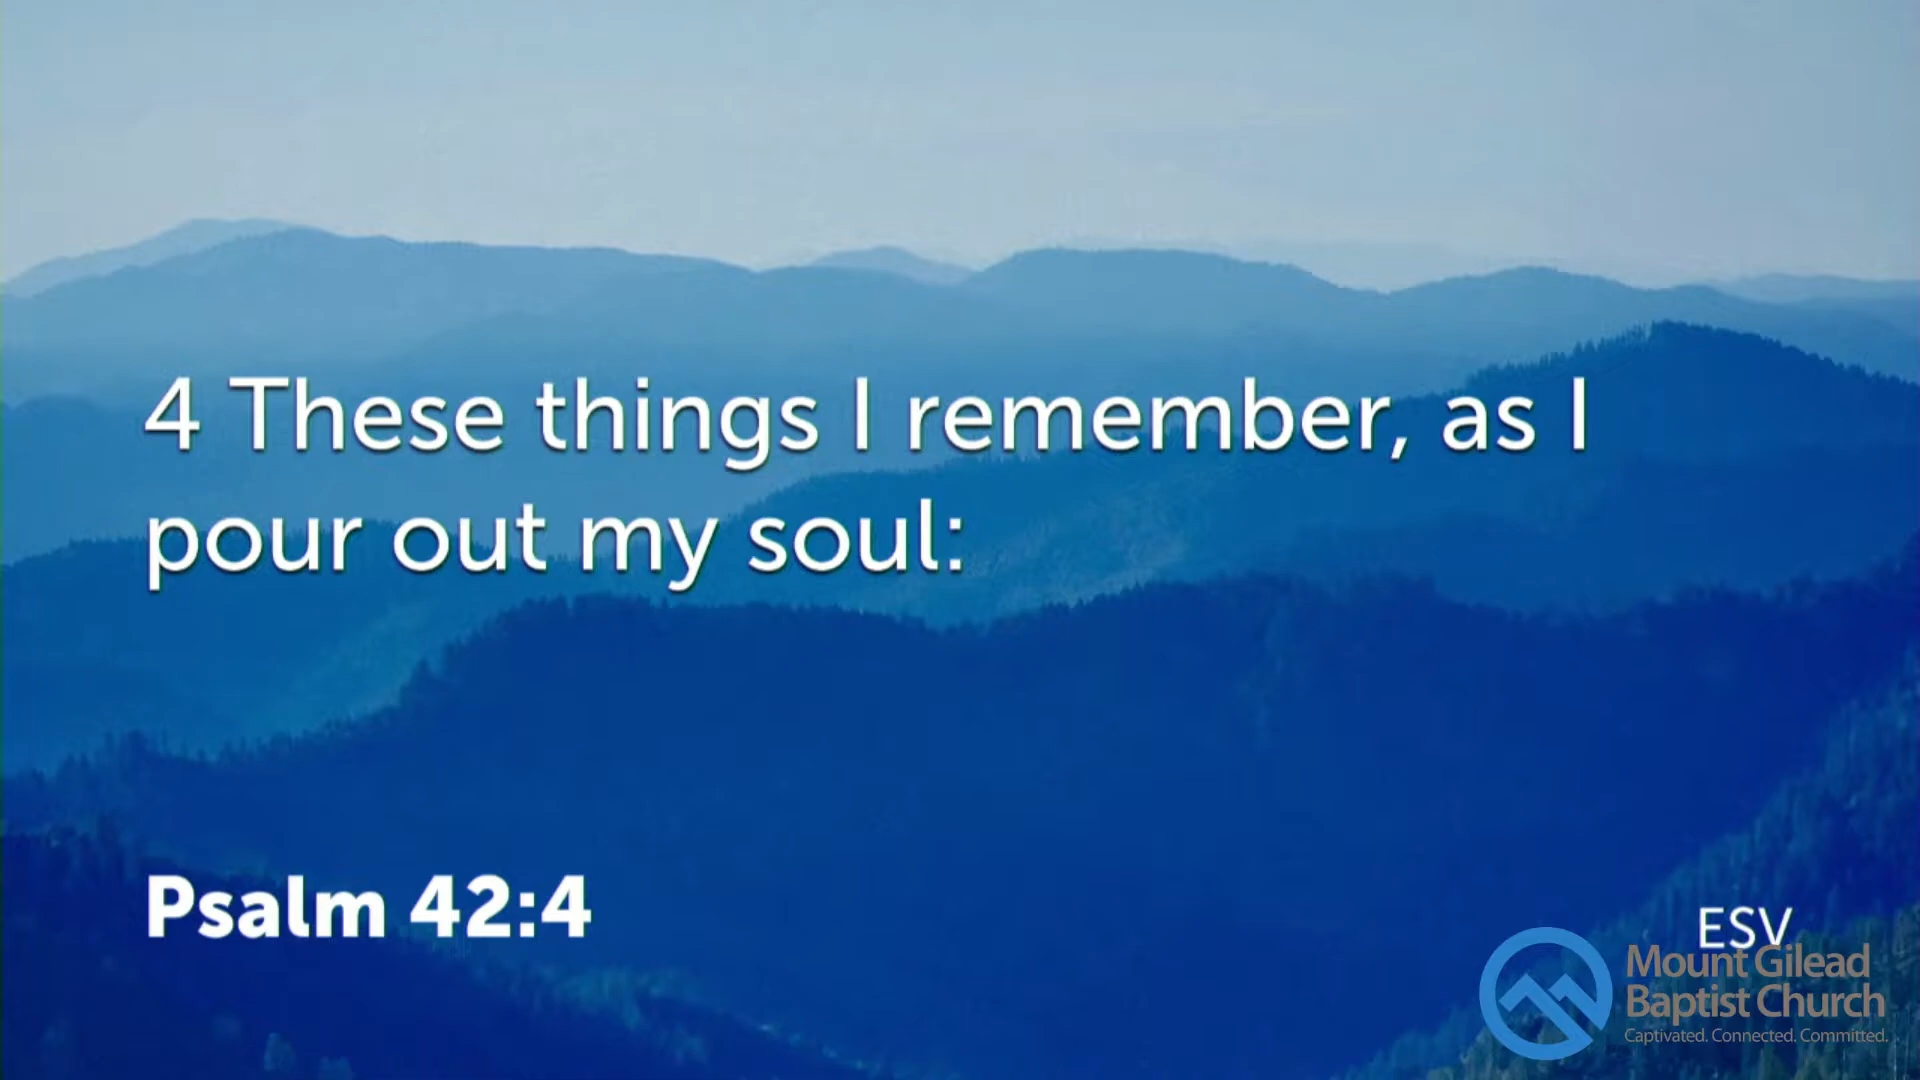 4 These things I remember, as I
pour out my soul:
Psalm 42:4
ESV
Mount Gilead
Baptist Church
Captivated. Connected. Committed.